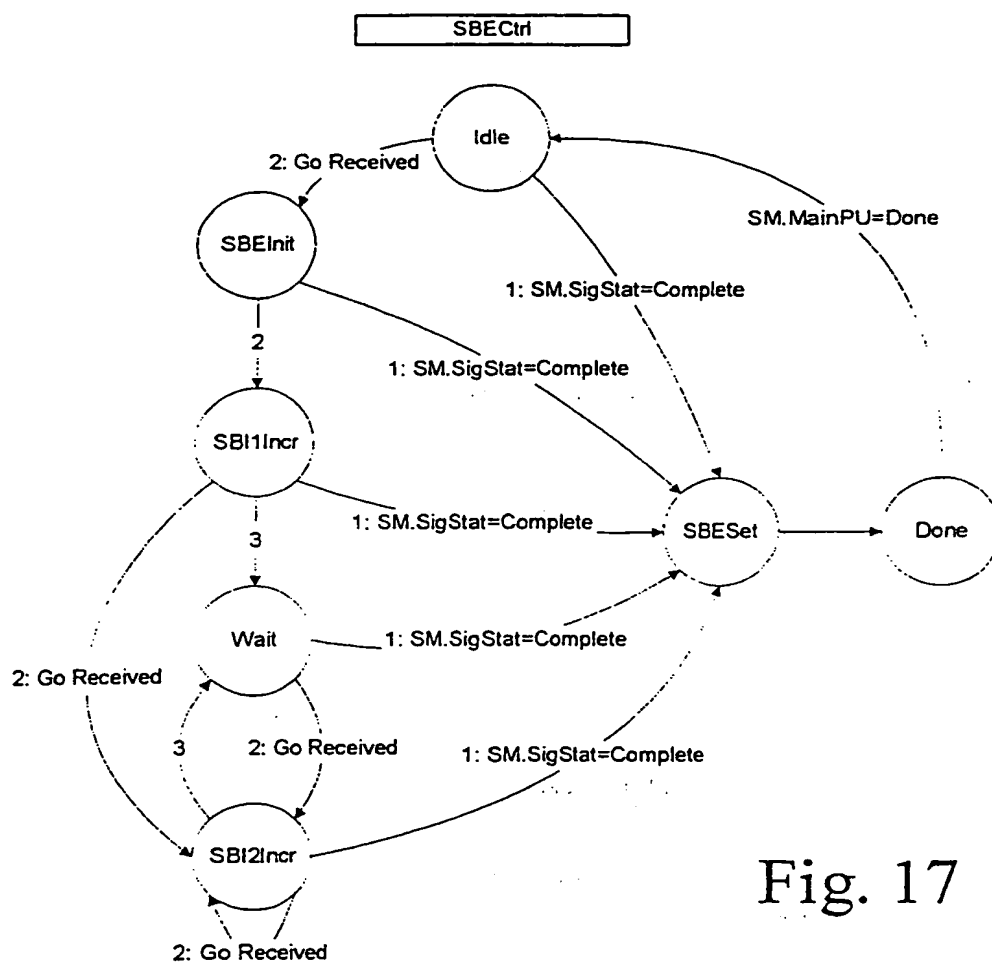 SBECtrl
Idle
2: Go Received
SM.MainPU=Done
SBEInit
1: SM.SigStat=Complete
2
1: SM.SigStat=Complete
SBI1Incr
1: SM.SigStat=Complete
SBESet
Done
3
Wait
1: SM.SigStat=Complete
2: Go Received
3
2: Go Received
1: SM.SigStat=Complete
SBI2Incr
Fig. 17
2: Go Received